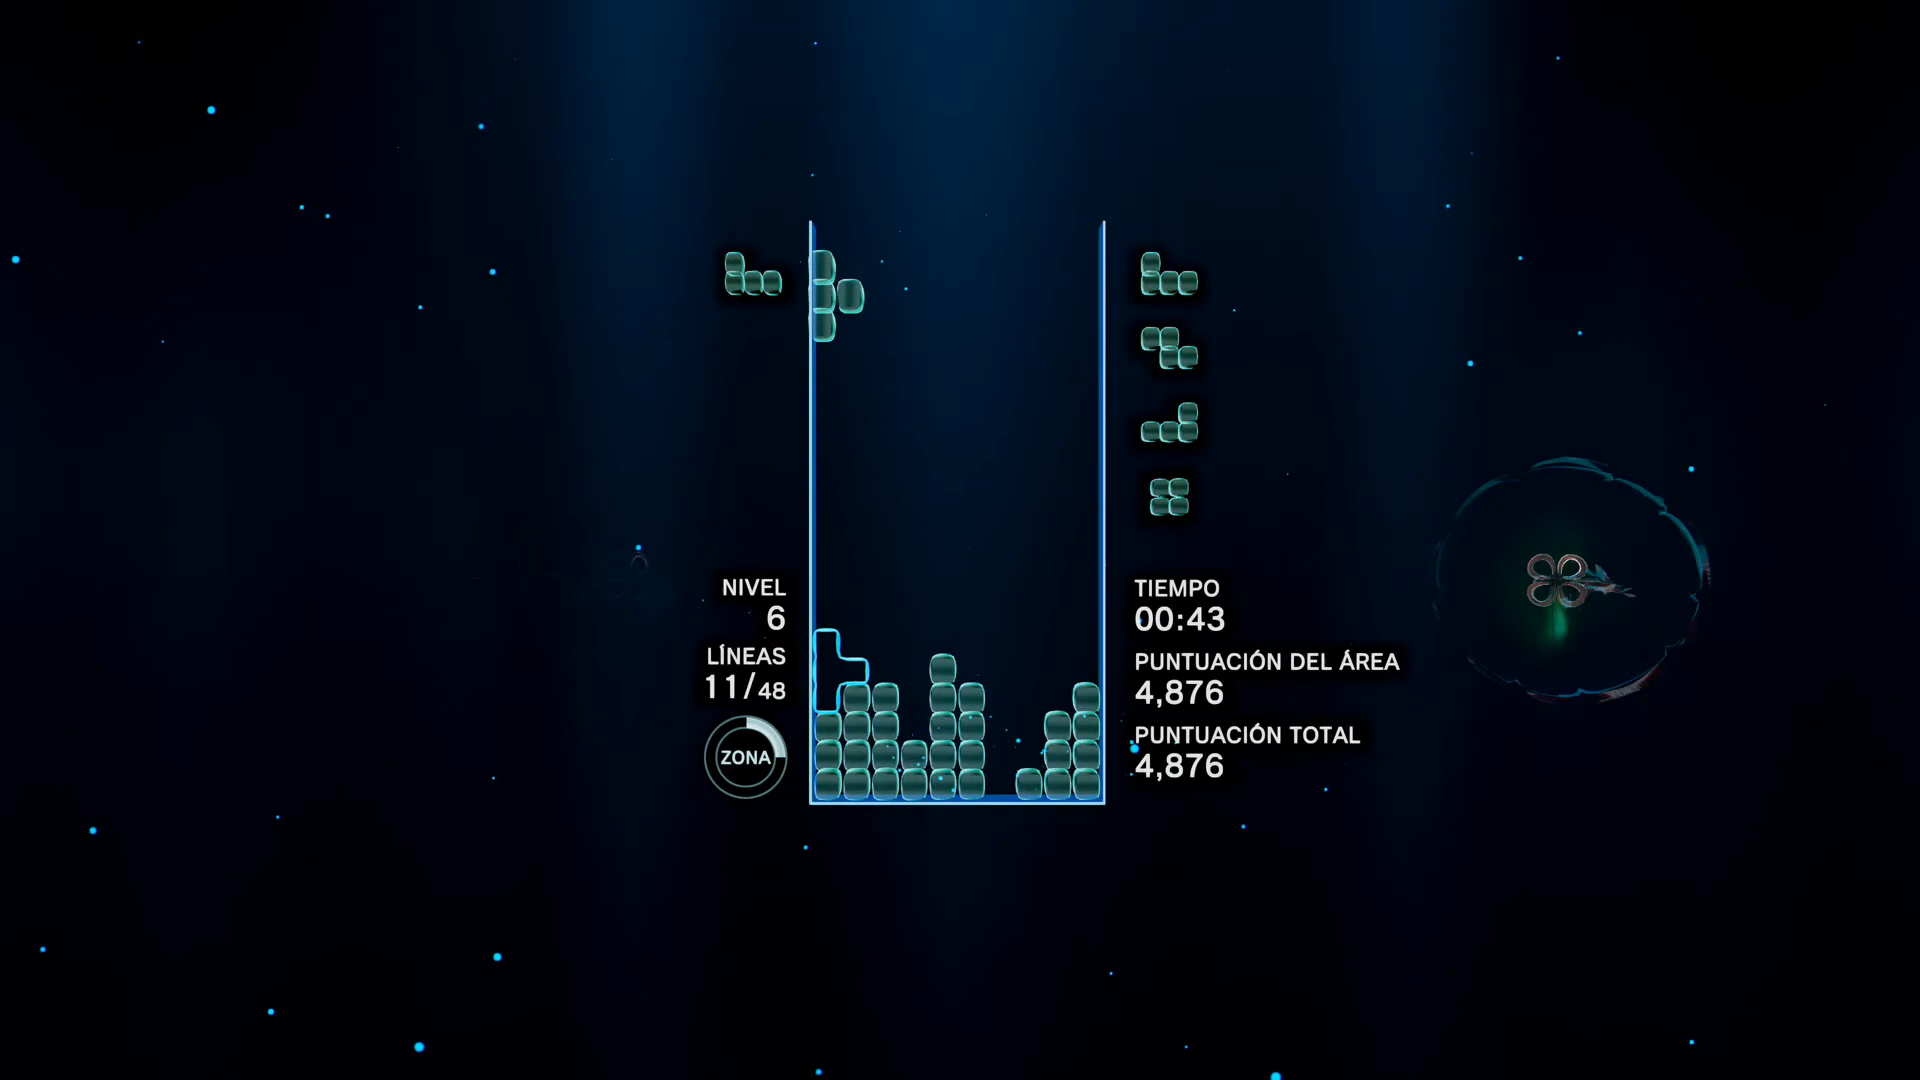 NIVEL
6
LÍNEAS
11/48
ZONA
TIEMPO
00:43
PUNTUACIÓN DEL ÁREA
4,876
PUNTUACIÓN TOTAL
4,876